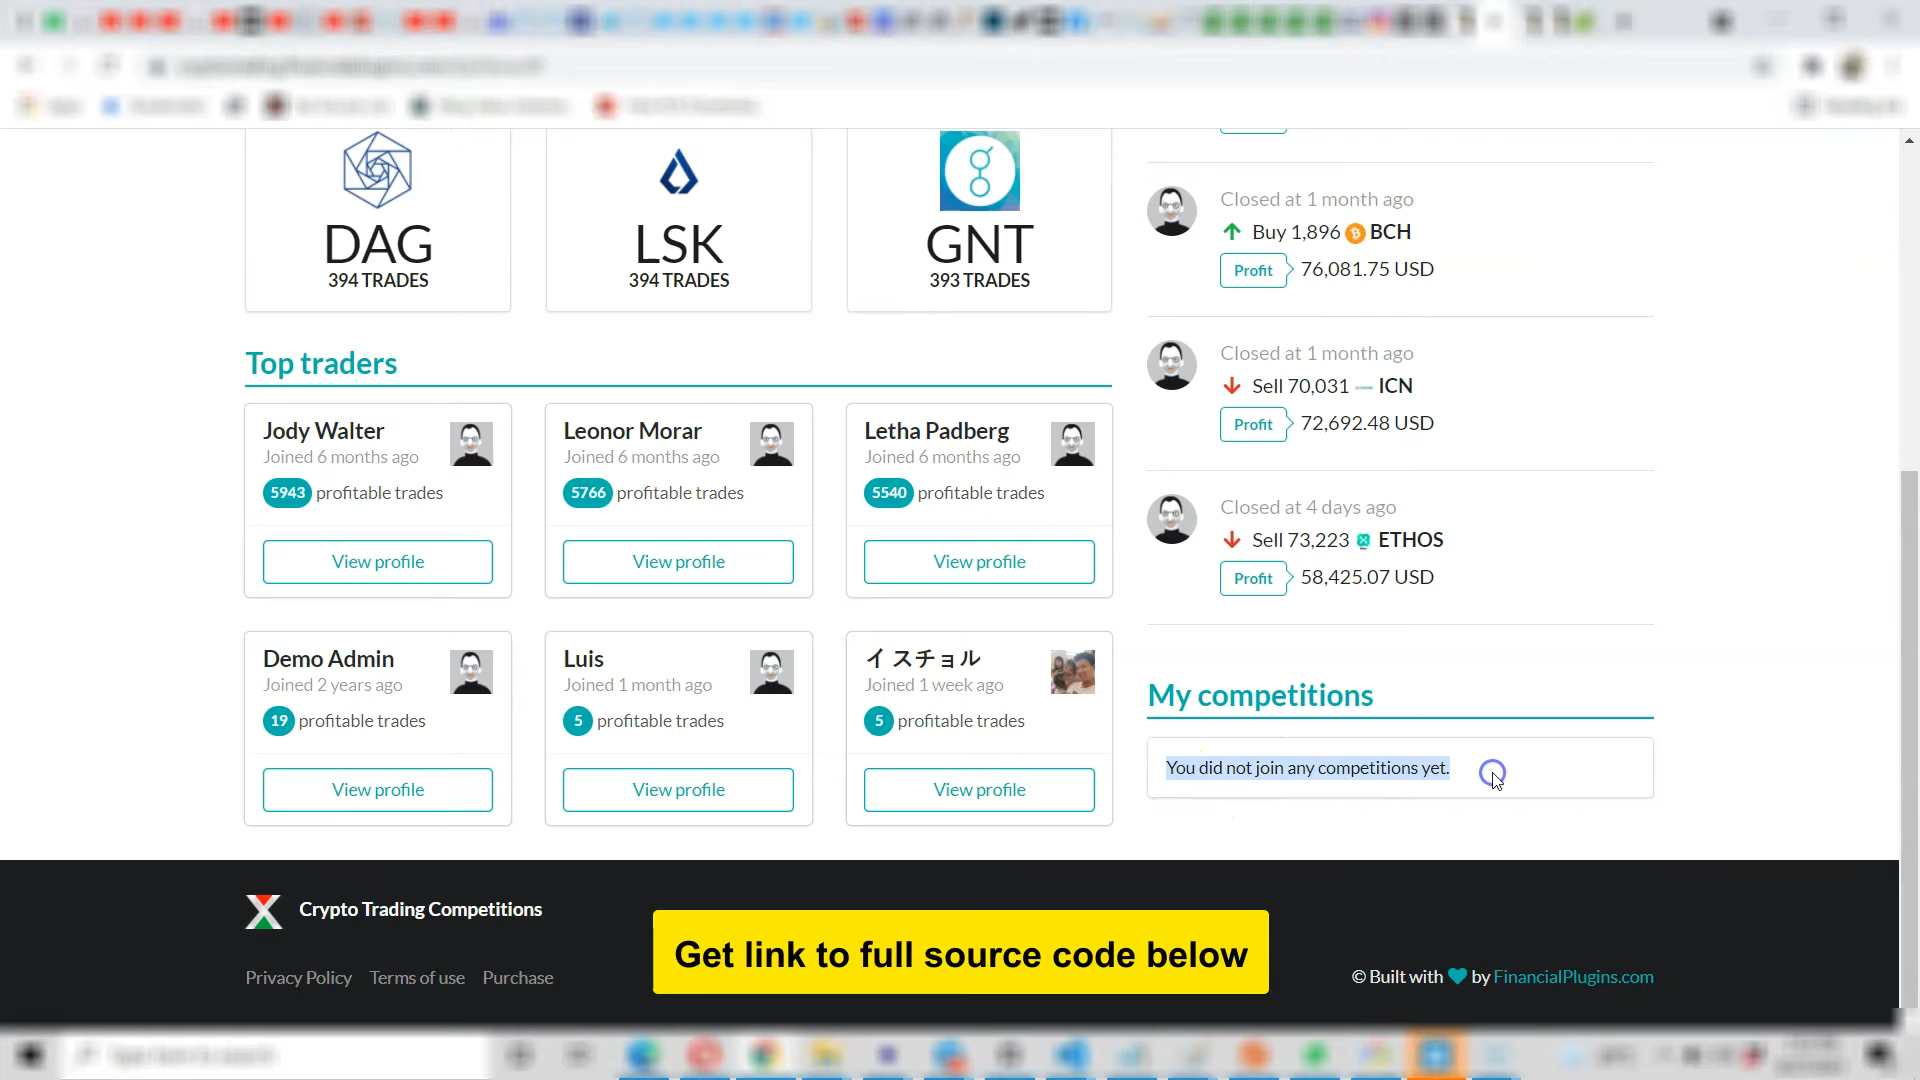 DAG
394 TRADES
LSK
394 TRADES
GNT
393 TRADES
Top traders
Jody Walter
Joined 6 months ago
5943 profitable trades
View profile
Leonor Morar
Joined 6 months ago
5766 profitable trades
View profile
Letha Padberg
Joined 6 months ago
5540 profitable trades
View profile
Demo Admin
Joined 2 years ago
19 profitable trades
View profile
Luis
Joined 1 month ago
5 profitable trades
View profile
イ スチョル
Joined 1 week ago
5 profitable trades
View profile
Closed at 1 month ago
Buy 1,896 BCH
Profit 76,081.75 USD
Closed at 1 month ago
Sell 70,031 ICN
Profit 72,692.48 USD
Closed at 4 days ago
Sell 73,223 ETHOS
Profit 58,425.07 USD
My competitions
You did not join any competitions yet.
Crypto Trading Competitions
Privacy Policy Terms of use Purchase
Get link to full source code below
© Built with by FinancialPlugins.com